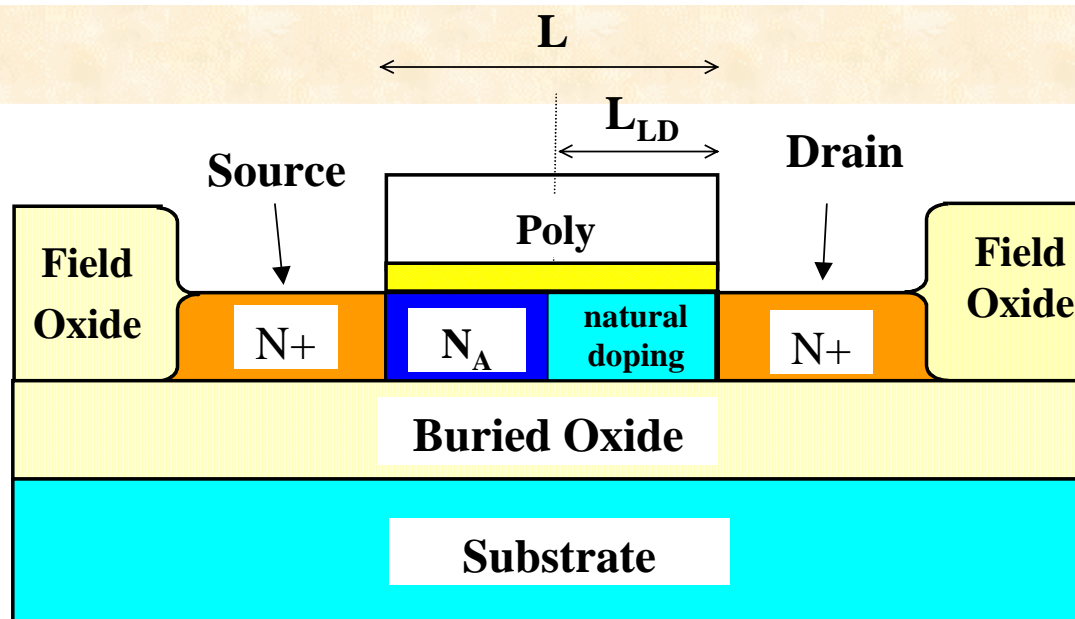 L
L_LD
Source
Drain
Poly
Field
Oxide
Field
Oxide
N+
N_A
natural
doping
N+
Buried Oxide
Substrate